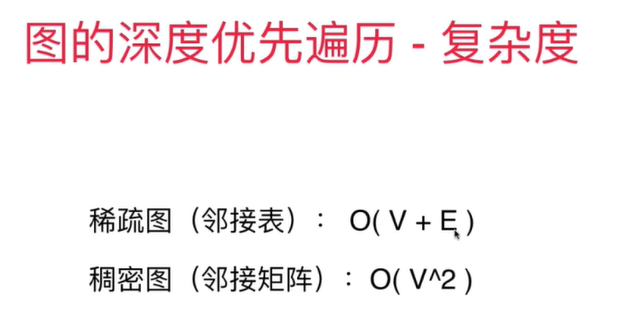 图的深度优先遍历 - 复杂度
稀疏图（邻接表）： O( V + E )
稠密图（邻接矩阵）：O( V^2 )